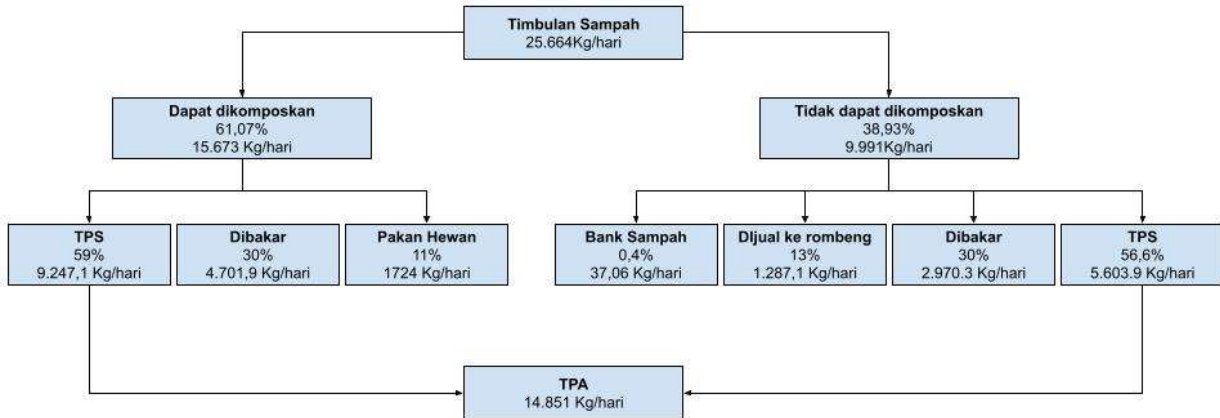 Timbulan Sampah
25.664Kg/hari
Dapat dikomposkan
61,07%
15.673 Kg/hari
Tidak dapat dikomposkan
38,93%
9.991Kg/hari
TPS
59%
9.247,1 Kg/hari
Dibakar
30%
4.701,9 Kg/hari
Pakan Hewan
11%
1724 Kg/hari
Bank Sampah
0,4%
37,06 Kg/hari
DIjual ke rombeng
13%
1.287,1 Kg/hari
Dibakar
30%
2.970.3 Kg/hari
TPS
56,6%
5.603.9 Kg/hari
TPA
14.851 Kg/hari